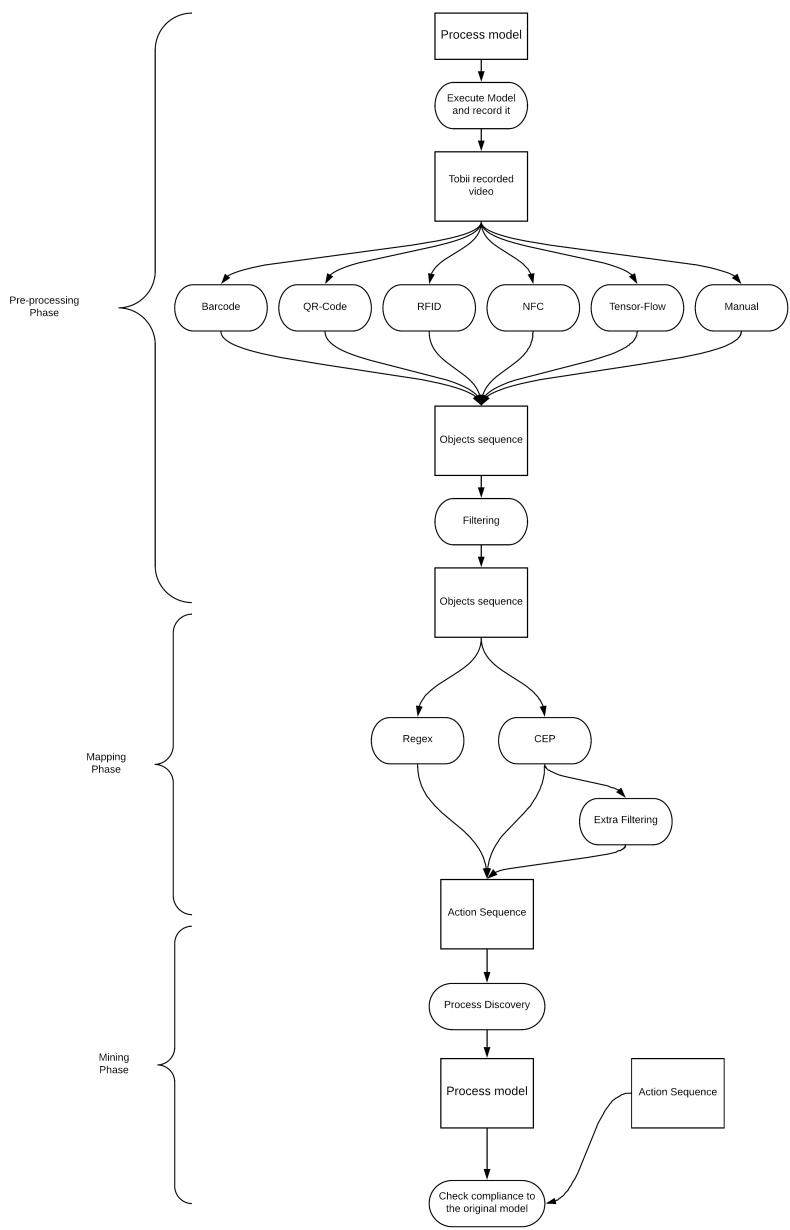 Process model
Execute Model
and record it
Tobii recorded
video
Pre-processing
Phase
Barcode
QR-Code
RFID
NFC
Tensor-Flow
Manual
Objects sequence
Filtering
Objects sequence
Mapping
Phase
Regex
CEP
Extra Filtering
Action Sequence
Process Discovery
Mining
Phase
Process model
Action Sequence
Check compliance to
the original model